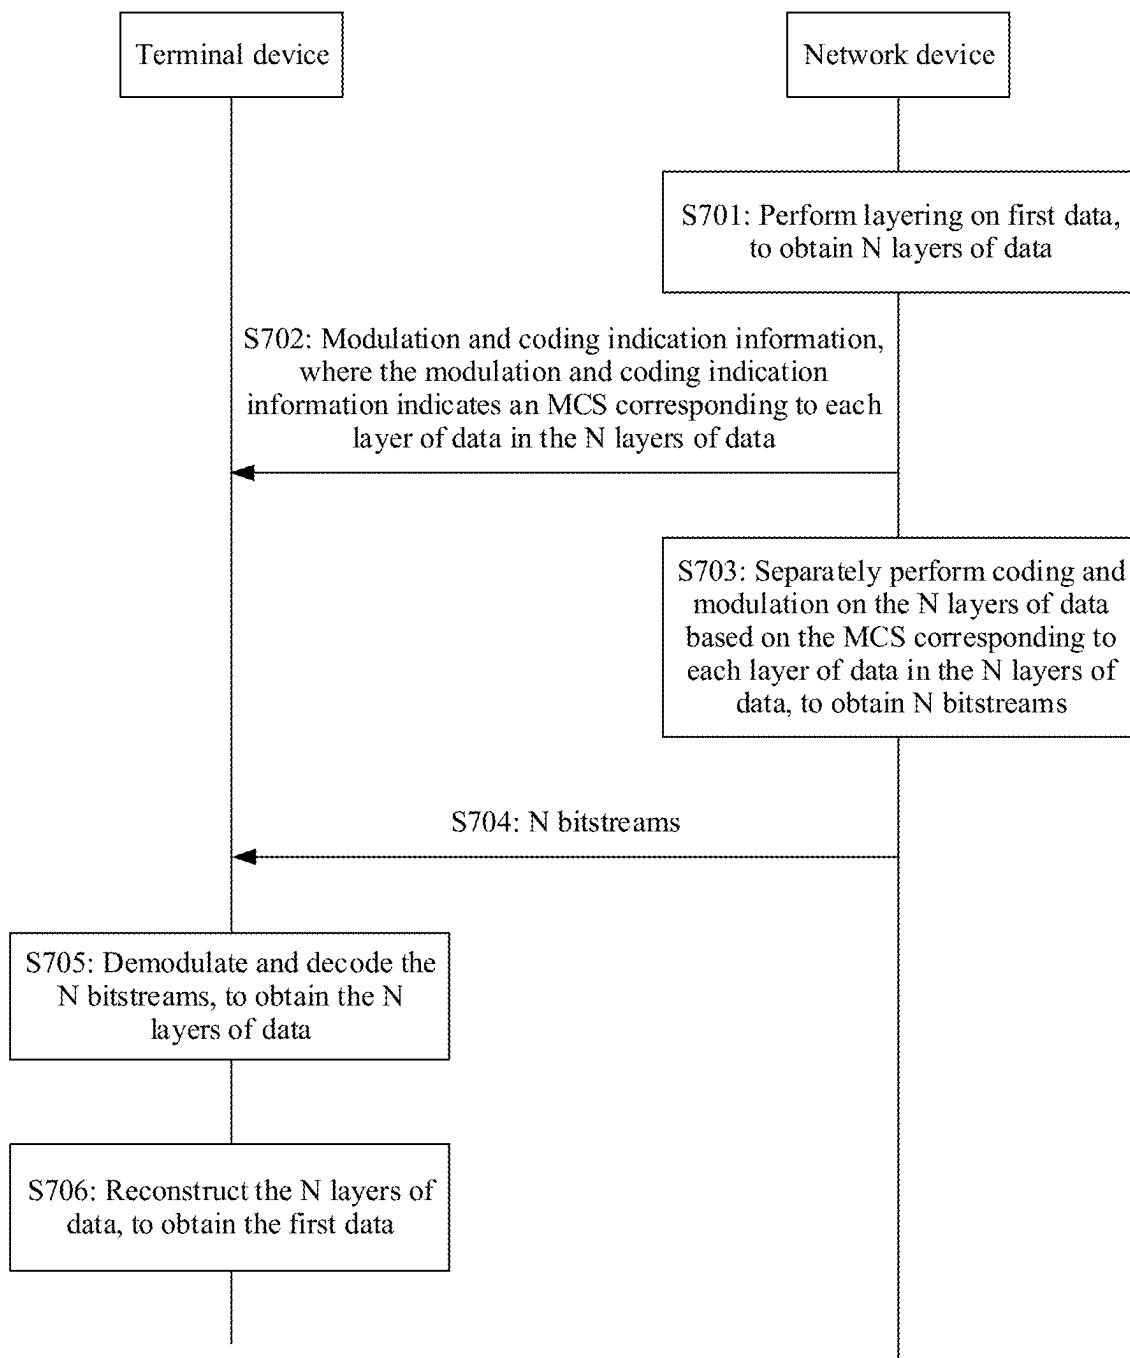 Terminal device
Network device
S701: Perform layering on first data,
to obtain N layers of data
S702: Modulation and coding indication information,
where the modulation and coding indication
information indicates an MCS corresponding to each
layer of data in the N layers of data
S703: Separately perform coding and
modulation on the N layers of data
based on the MCS corresponding to
each layer of data in the N layers of
data, to obtain N bitstreams
S704: N bitstreams
S705: Demodulate and decode the
N bitstreams, to obtain the N
layers of data
S706: Reconstruct the N layers of
data, to obtain the first data